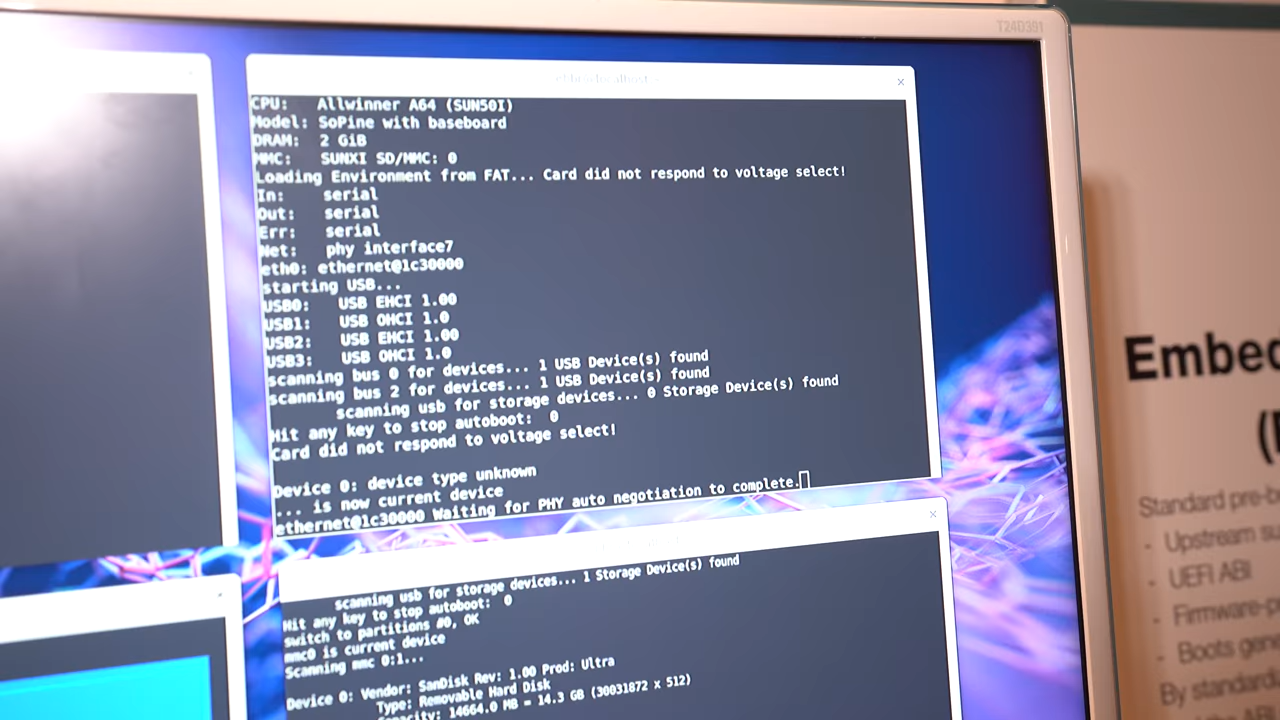 T24D391
CPU: Allwinner A64 (SUN50I)
Model: SoPine with baseboard
DRAM: 2 GiB
MMC: SUNXI SD/MMC: 0
Loading Environment from FAT... Card did not respond to voltage select!
In: serial
Out: serial
Err: serial
Net: phy interface7
eth0: ethernet@1c30000
starting USB...
USB0: USB EHCI 1.00
USB1: USB OHCI 1.0
USB2: USB EHCI 1.00
USB3: USB OHCI 1.0
scanning bus 0 for devices... 1 USB Device(s) found
scanning bus 2 for devices... 1 USB Device(s) found
scanning usb for storage devices... 0 Storage Device(s) found
Hit any key to stop autoboot: 0
Card did not respond to voltage select!
Device 0: device type unknown
... is now current device
ethernet@1c30000 Waiting for PHY auto negotiation to complete.
scanning usb for storage devices... 1 Storage Device(s) found
Hit any key to stop autoboot: 0
switch to partitions #0, OK
mmc0 is current device
Scanning mmc 0:1...
Device 0: Vendor: SanDisk Rev: 1.00 Prod: Ultra
Type: Removable Hard Disk
Capacity: 14664.0 MB = 14.3 GB (30031872 x 512)
Embed
Standard pre-b
- Upstream su
- UEFI ABI
- Firmware-p
- Boots gene
By standardiz